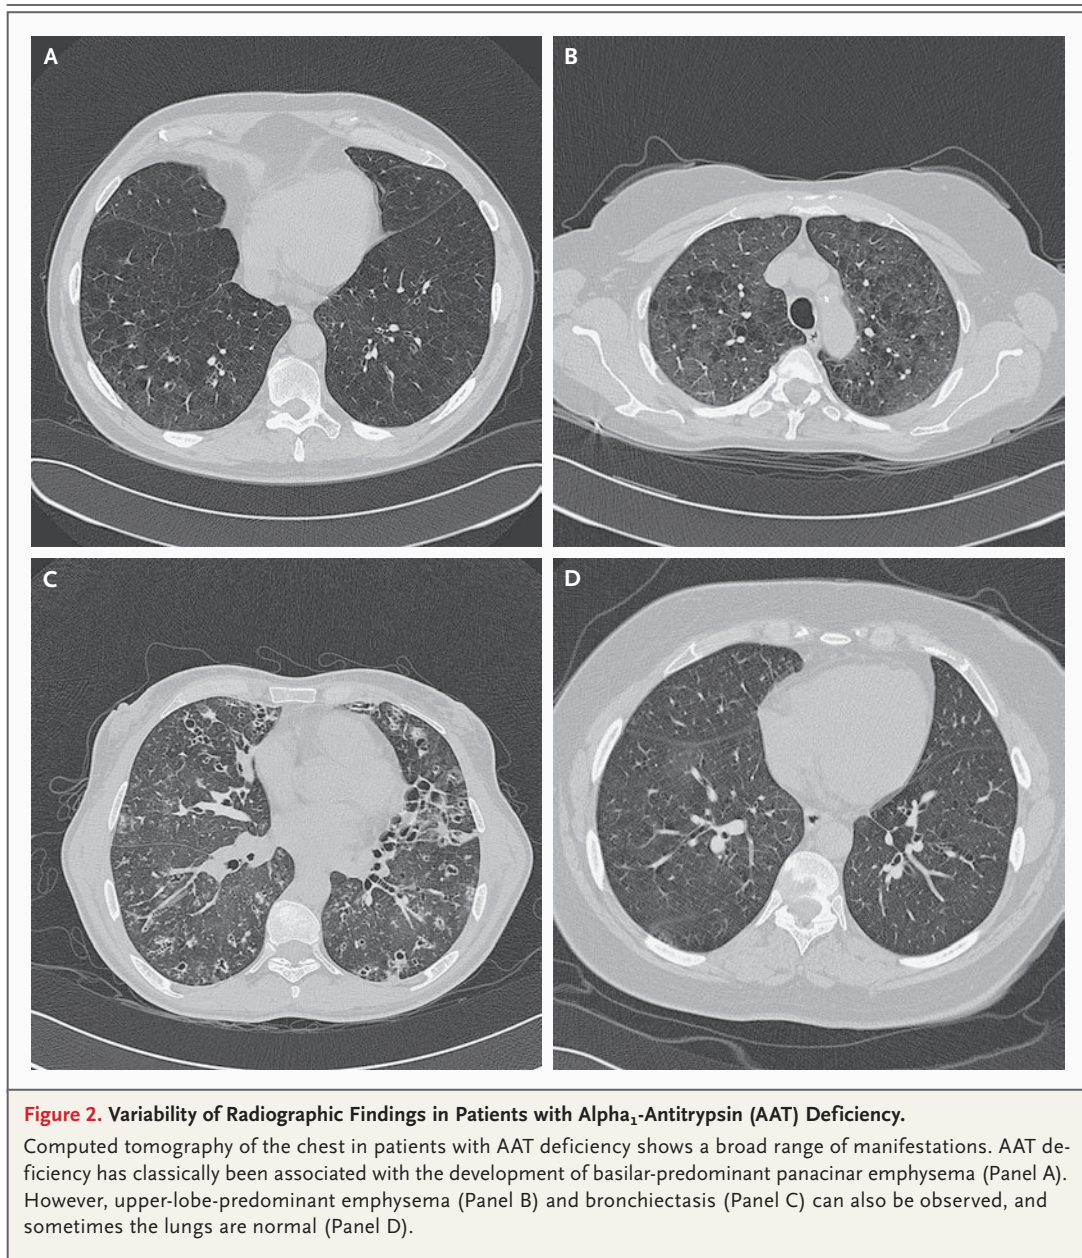 A
B
C
D
Figure 2. Variability of Radiographic Findings in Patients with Alpha₁-Antitrypsin (AAT) Deficiency.
Computed tomography of the chest in patients with AAT deficiency shows a broad range of manifestations. AAT de-
ficiency has classically been associated with the development of basilar-predominant panacinar emphysema (Panel A).
However, upper-lobe-predominant emphysema (Panel B) and bronchiectasis (Panel C) can also be observed, and
sometimes the lungs are normal (Panel D).